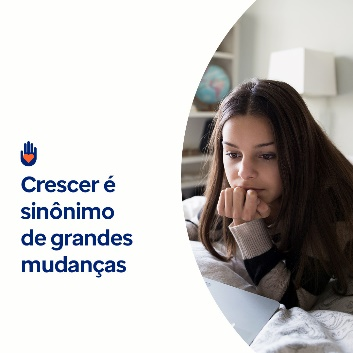 Crescer é
sinônimo
de grandes
mudanças